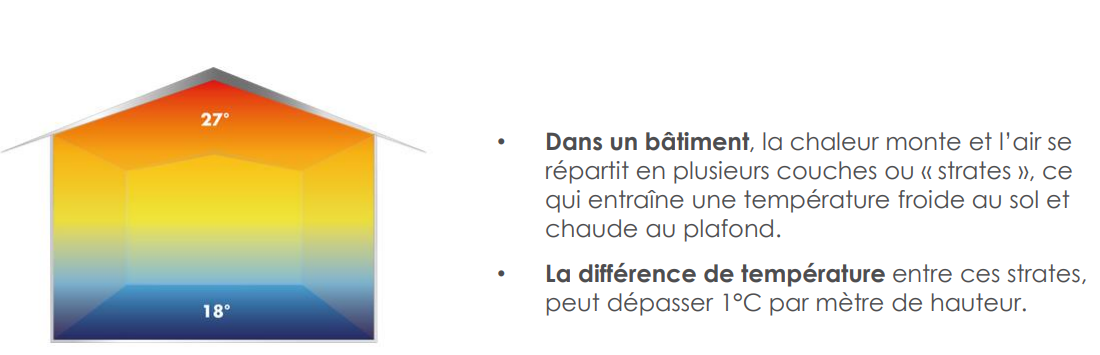 27°
18°
• Dans un bâtiment, la chaleur monte et l’air se
répartit en plusieurs couches ou « strates », ce
qui entraîne une température froide au sol et
chaude au plafond.
• La différence de température entre ces strates,
peut dépasser 1°C par mètre de hauteur.